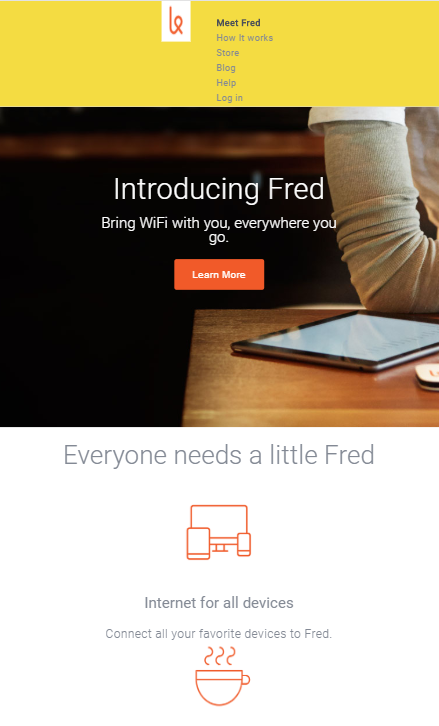 Meet Fred
How It works
Store
Blog
Help
Log in
Introducing Fred
Bring WiFi with you, everywhere you
go.
Learn More
Everyone needs a little Fred
Internet for all devices
Connect all your favorite devices to Fred.